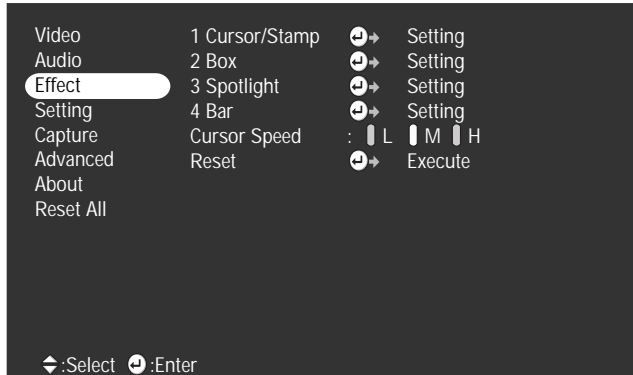 Video 1 Cursor/Stamp Setting
Audio 2 Box Setting
Effect 3 Spotlight Setting
Setting 4 Bar Setting
Capture Cursor Speed : L M H
Advanced Reset Execute
About
Reset All
:Select :Enter